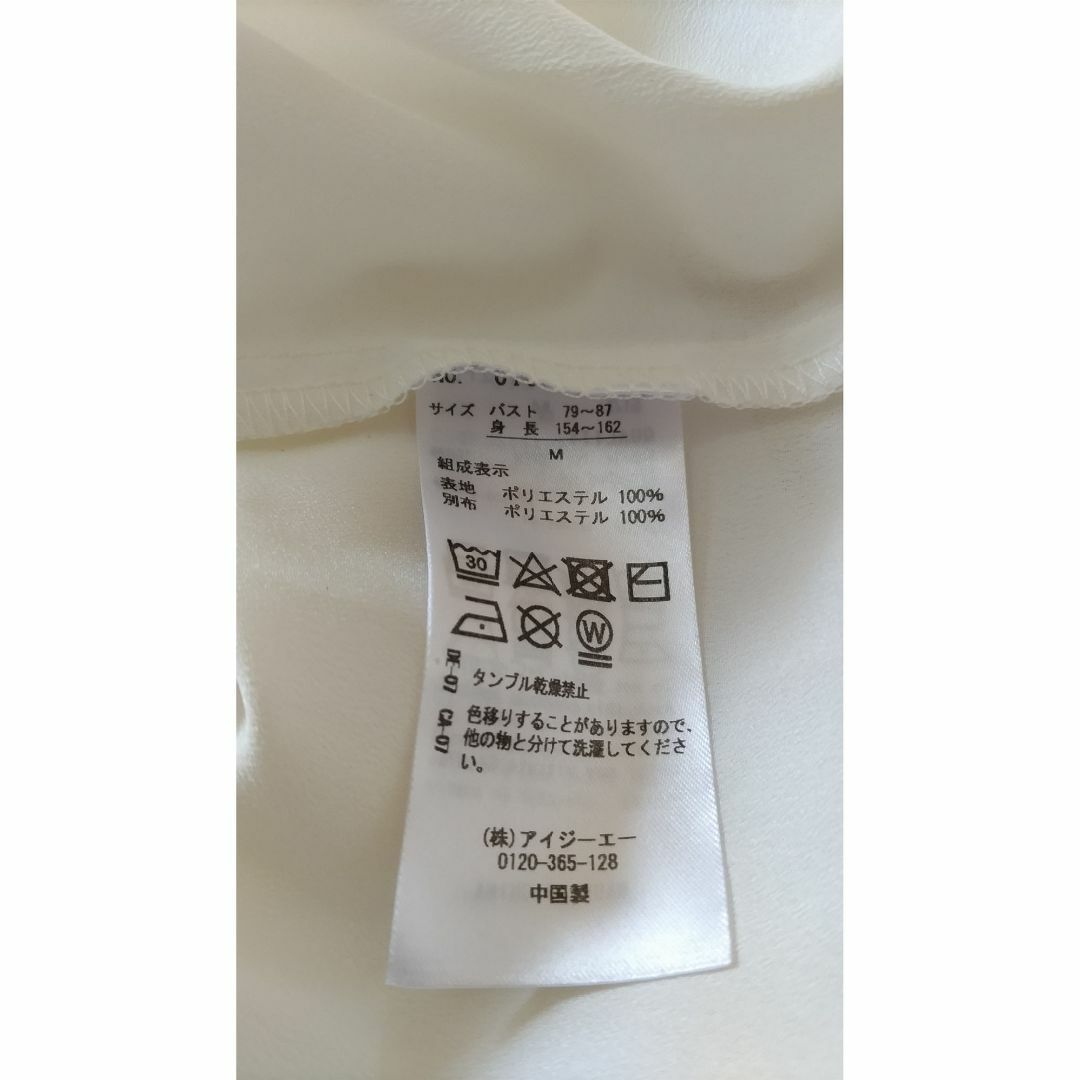 サイズ バスト 79~87
身長 154~162
M
組成表示
表地 ポリエステル 100%
別布 ポリエステル 100%
30
W
DE-07 CA-07
タンブル乾燥禁止
色移りすることがありますので、
他の物と分けて洗濯してくださ
い。
(株)アイジーエー
0120-365-128
中国製